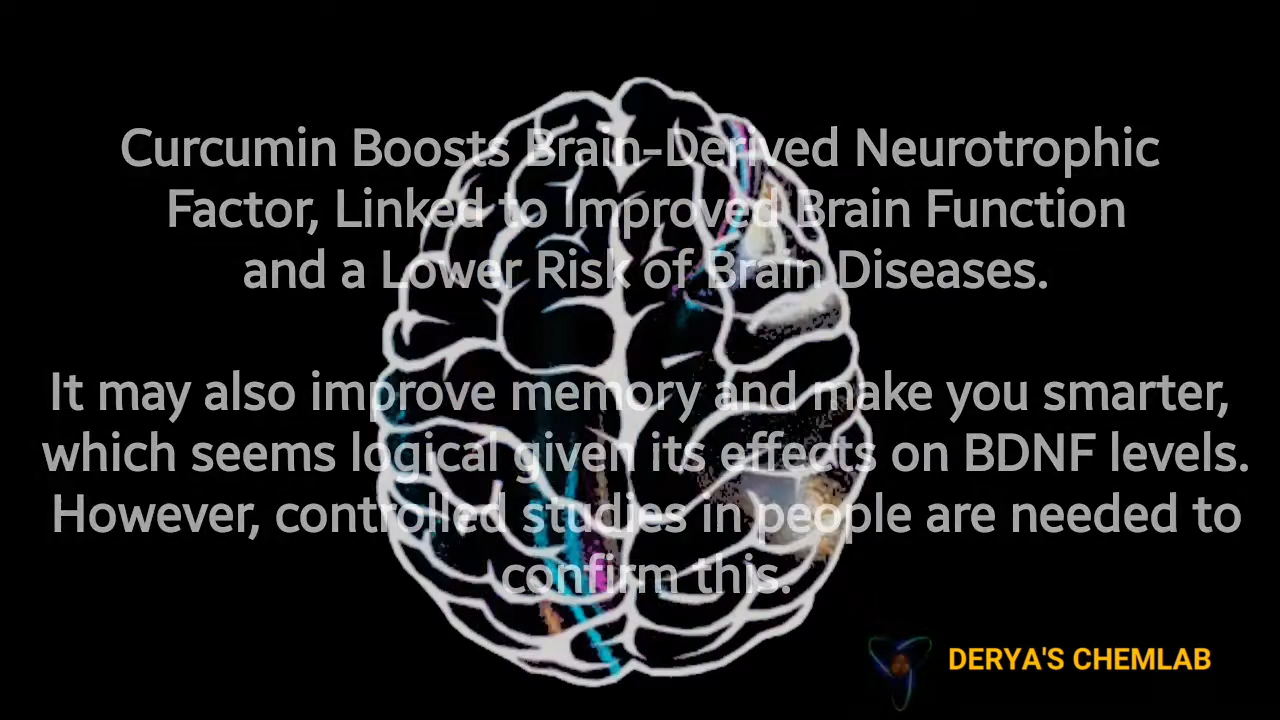 Curcumin Boosts Brain-Derived Neurotrophic
Factor, Linked to Improved Brain Function
and a Lower Risk of Brain Diseases.
It may also improve memory and make you smarter,
which seems logical given its effects on BDNF levels.
However, controlled studies in people are needed to
confirm this.
DERYA'S CHEMLAB